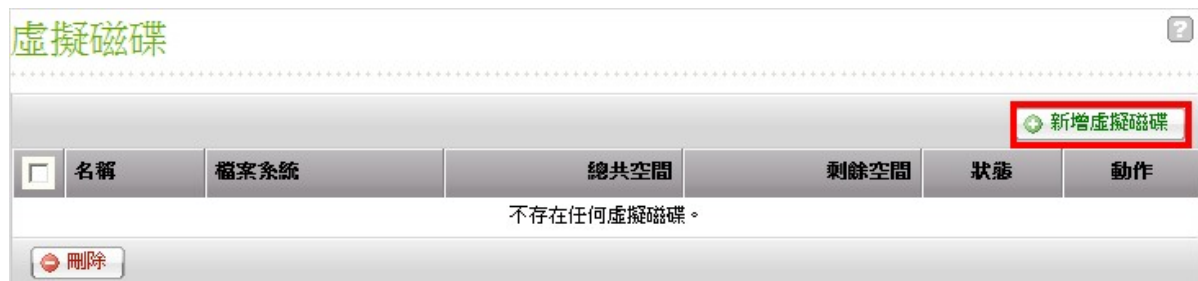 虛擬磁碟
?
新增虛擬磁碟
名稱 檔案系統 總共空間 剩餘空間 狀態 動作
不存在任何虛擬磁碟。
刪除